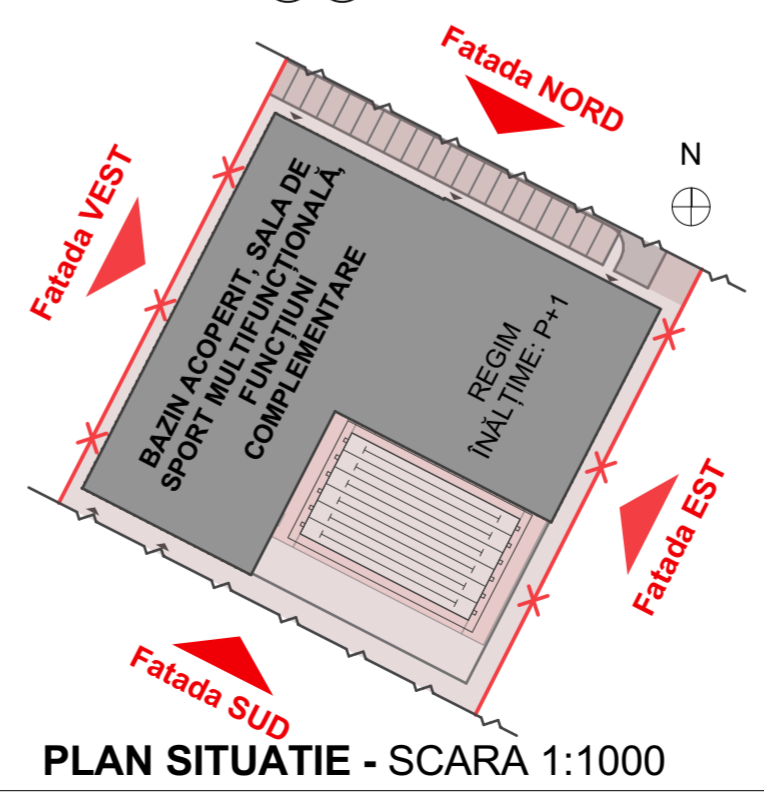 Fatada NORD
N
Fatada VEST
BAZIN ACOPERIT, SALA DE
SPORT MULTIFUNCȚIONALĂ,
FUNCȚIUNI
COMPLEMENTARE
REGIM
ÎNĂLȚIME: P+1
Fatada EST
Fatada SUD
PLAN SITUATIE - SCARA 1:1000